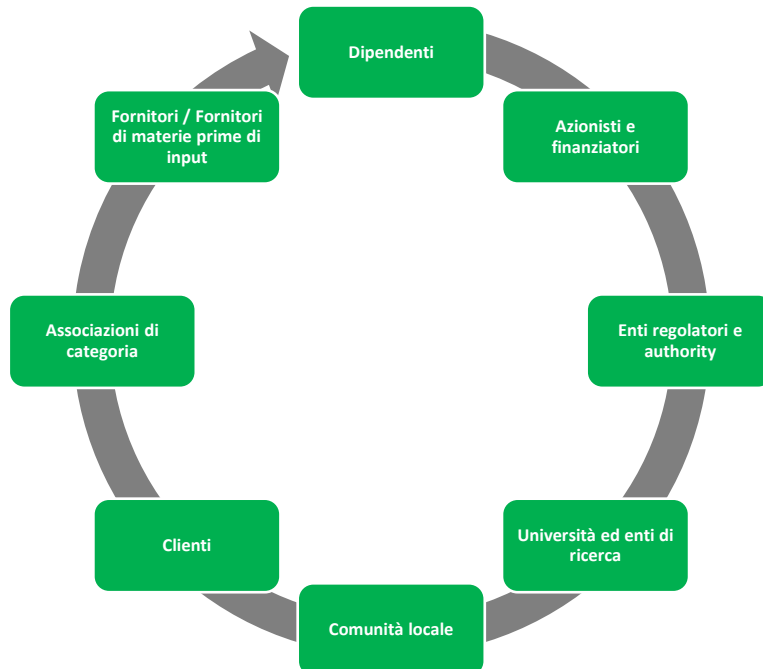 Dipendenti
Azionisti e
finanziatori
Enti regolatori e
authority
Università ed enti di
ricerca
Comunità locale
Clienti
Associazioni di
categoria
Fornitori / Fornitori
di materie prime di
input